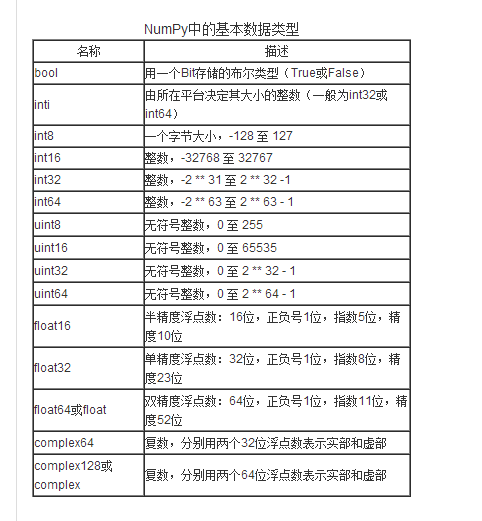 NumPy中的基本数据类型
名称 描述
bool 用一个Bit存储的布尔类型（True或False）
inti 由所在平台决定其大小的整数（一般为int32或
int64）
int8 一个字节大小，-128 至 127
int16 整数，-32768 至 32767
int32 整数，-2 ** 31 至 2 ** 32 -1
int64 整数，-2 ** 63 至 2 ** 63 - 1
uint8 无符号整数，0 至 255
uint16 无符号整数，0 至 65535
uint32 无符号整数，0 至 2 ** 32 - 1
uint64 无符号整数，0 至 2 ** 64 - 1
float16 半精度浮点数：16位，正负号1位，指数5位，精
度10位
float32 单精度浮点数：32位，正负号1位，指数8位，精
度23位
float64或float 双精度浮点数：64位，正负号1位，指数11位，精
度52位
complex64 复数，分别用两个32位浮点数表示实部和虚部
complex128或
complex 复数，分别用两个64位浮点数表示实部和虚部